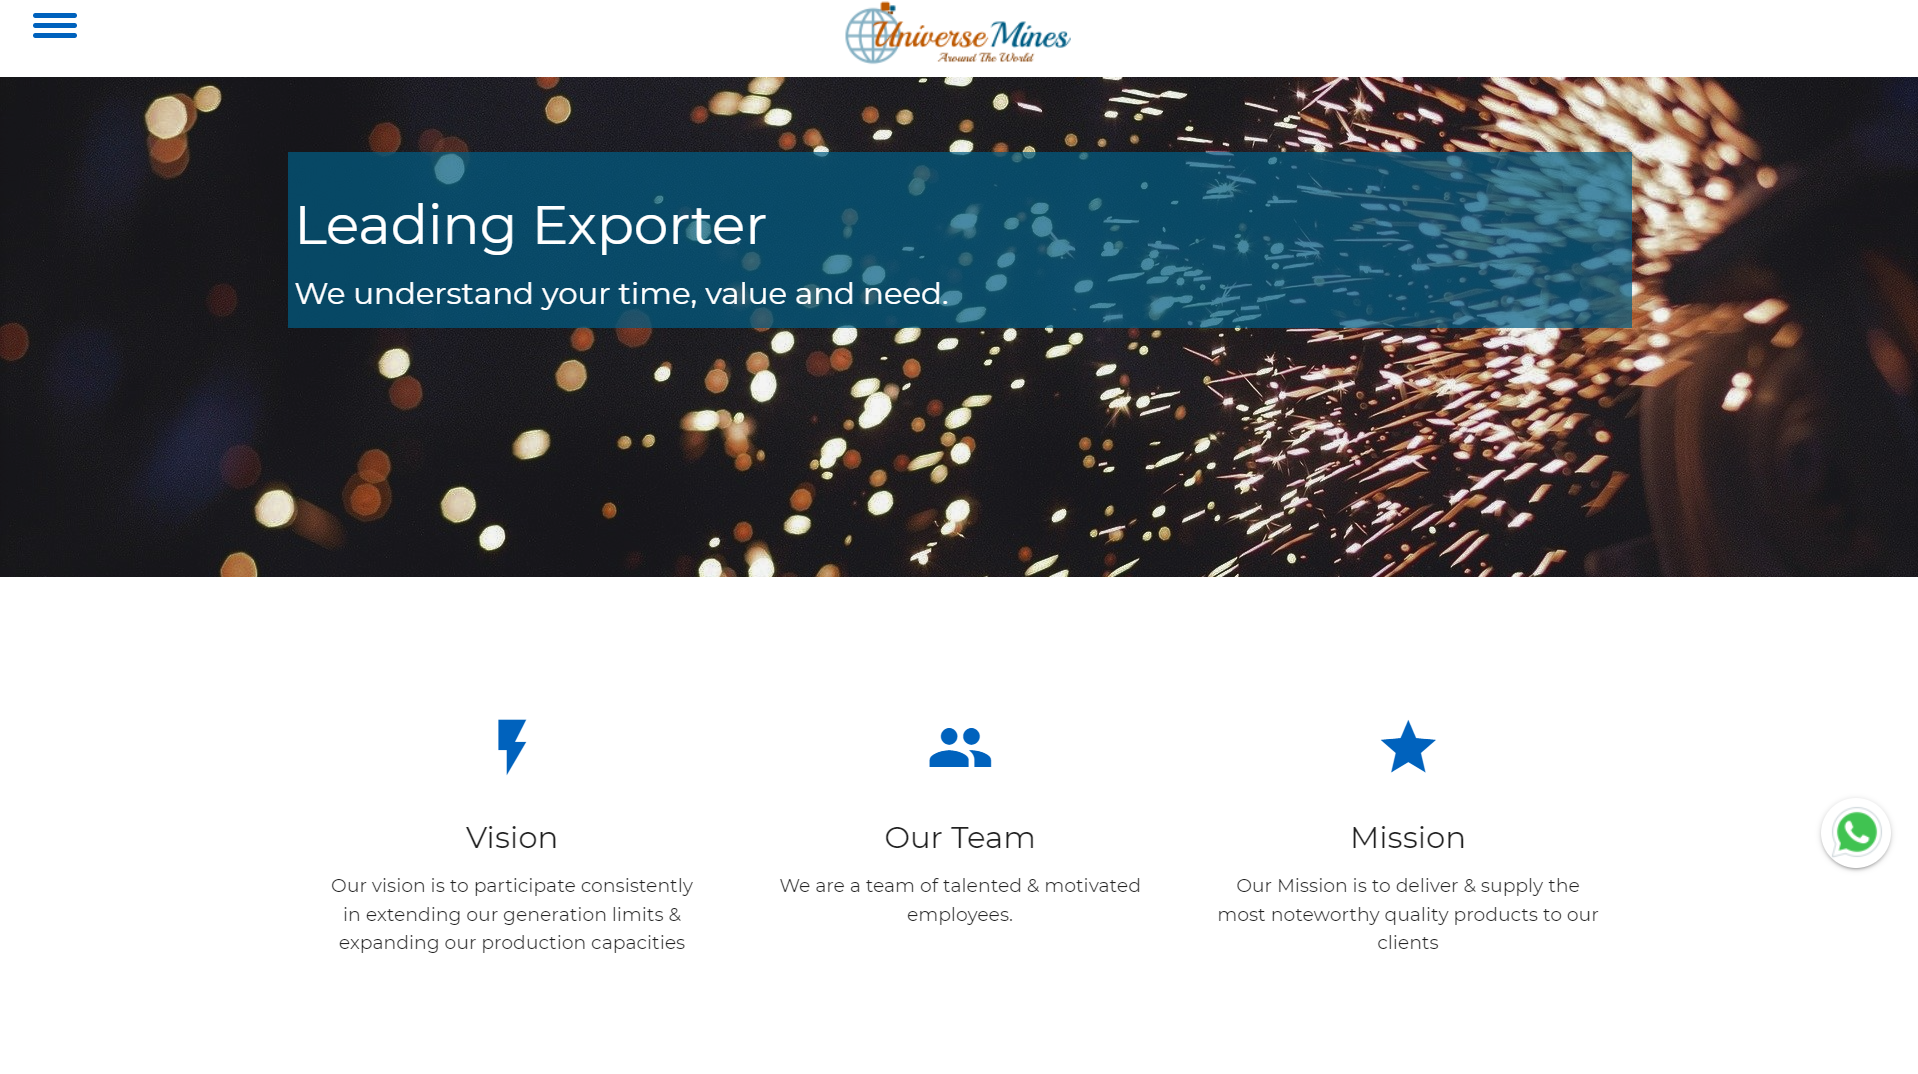 Universe Mines
Around The World
Leading Exporter
We understand your time, value and need.
Vision
Our vision is to participate consistently
in extending our generation limits &
expanding our production capacities
Our Team
We are a team of talented & motivated
employees.
Mission
Our Mission is to deliver & supply the
most noteworthy quality products to our
clients